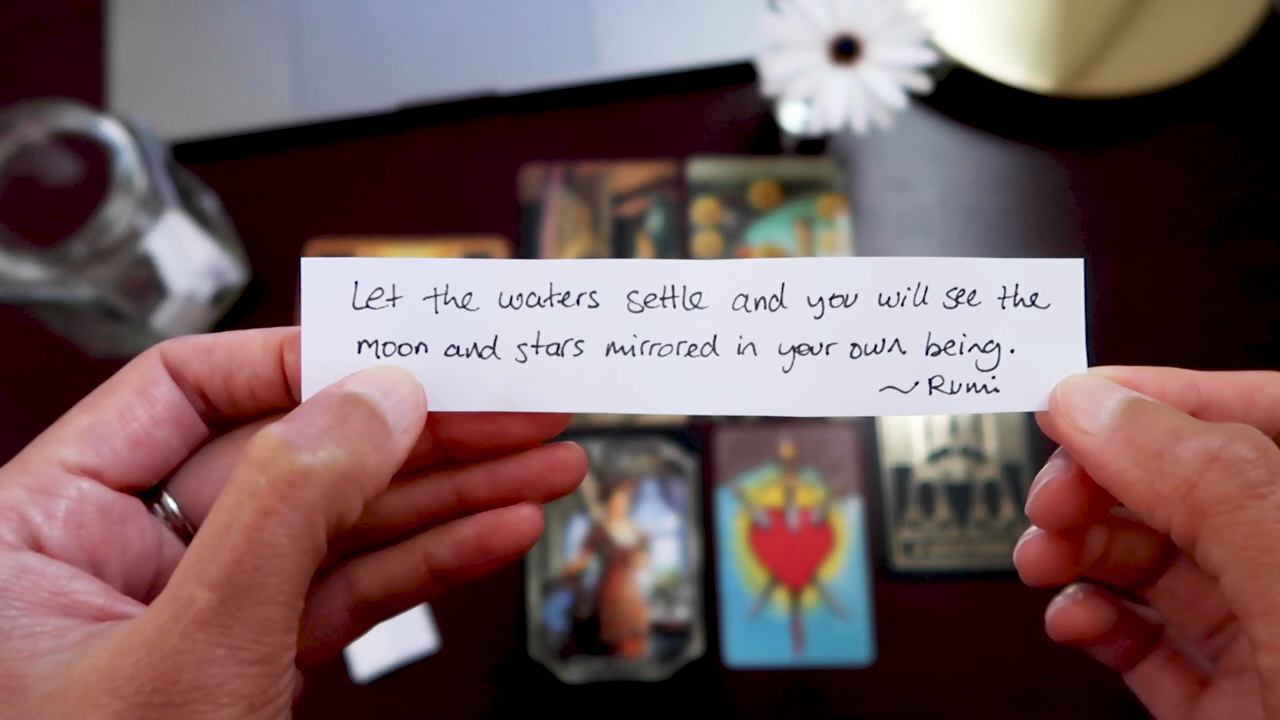 Let the waters settle and you will see the
moon and stars mirrored in your own being.
~Rumi